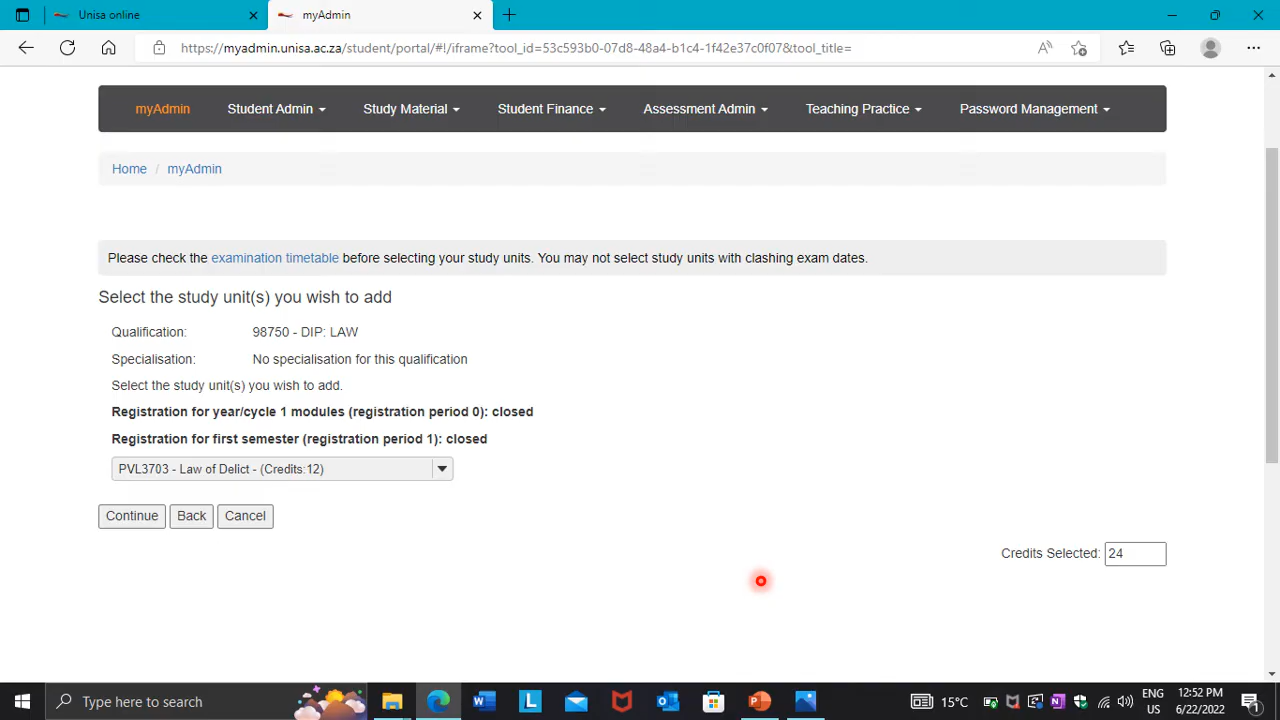 Unisa online
myAdmin
https://myadmin.unisa.ac.za/student/portal/#!/iframe?tool_id=53c593b0-07d8-48a4-b1c4-1f42e37c0f07&tool_title=
myAdmin Student Admin Study Material Student Finance Assessment Admin Teaching Practice Password Management
Home / myAdmin
Please check the examination timetable before selecting your study units. You may not select study units with clashing exam dates.
Select the study unit(s) you wish to add
Qualification: 98750 - DIP: LAW
Specialisation: No specialisation for this qualification
Select the study unit(s) you wish to add.
Registration for year/cycle 1 modules (registration period 0): closed
Registration for first semester (registration period 1): closed
PVL3703 - Law of Delict - (Credits:12)
Continue Back Cancel
Credits Selected: 24
Type here to search
15°C
ENG
US
12:52 PM
6/22/2022
1